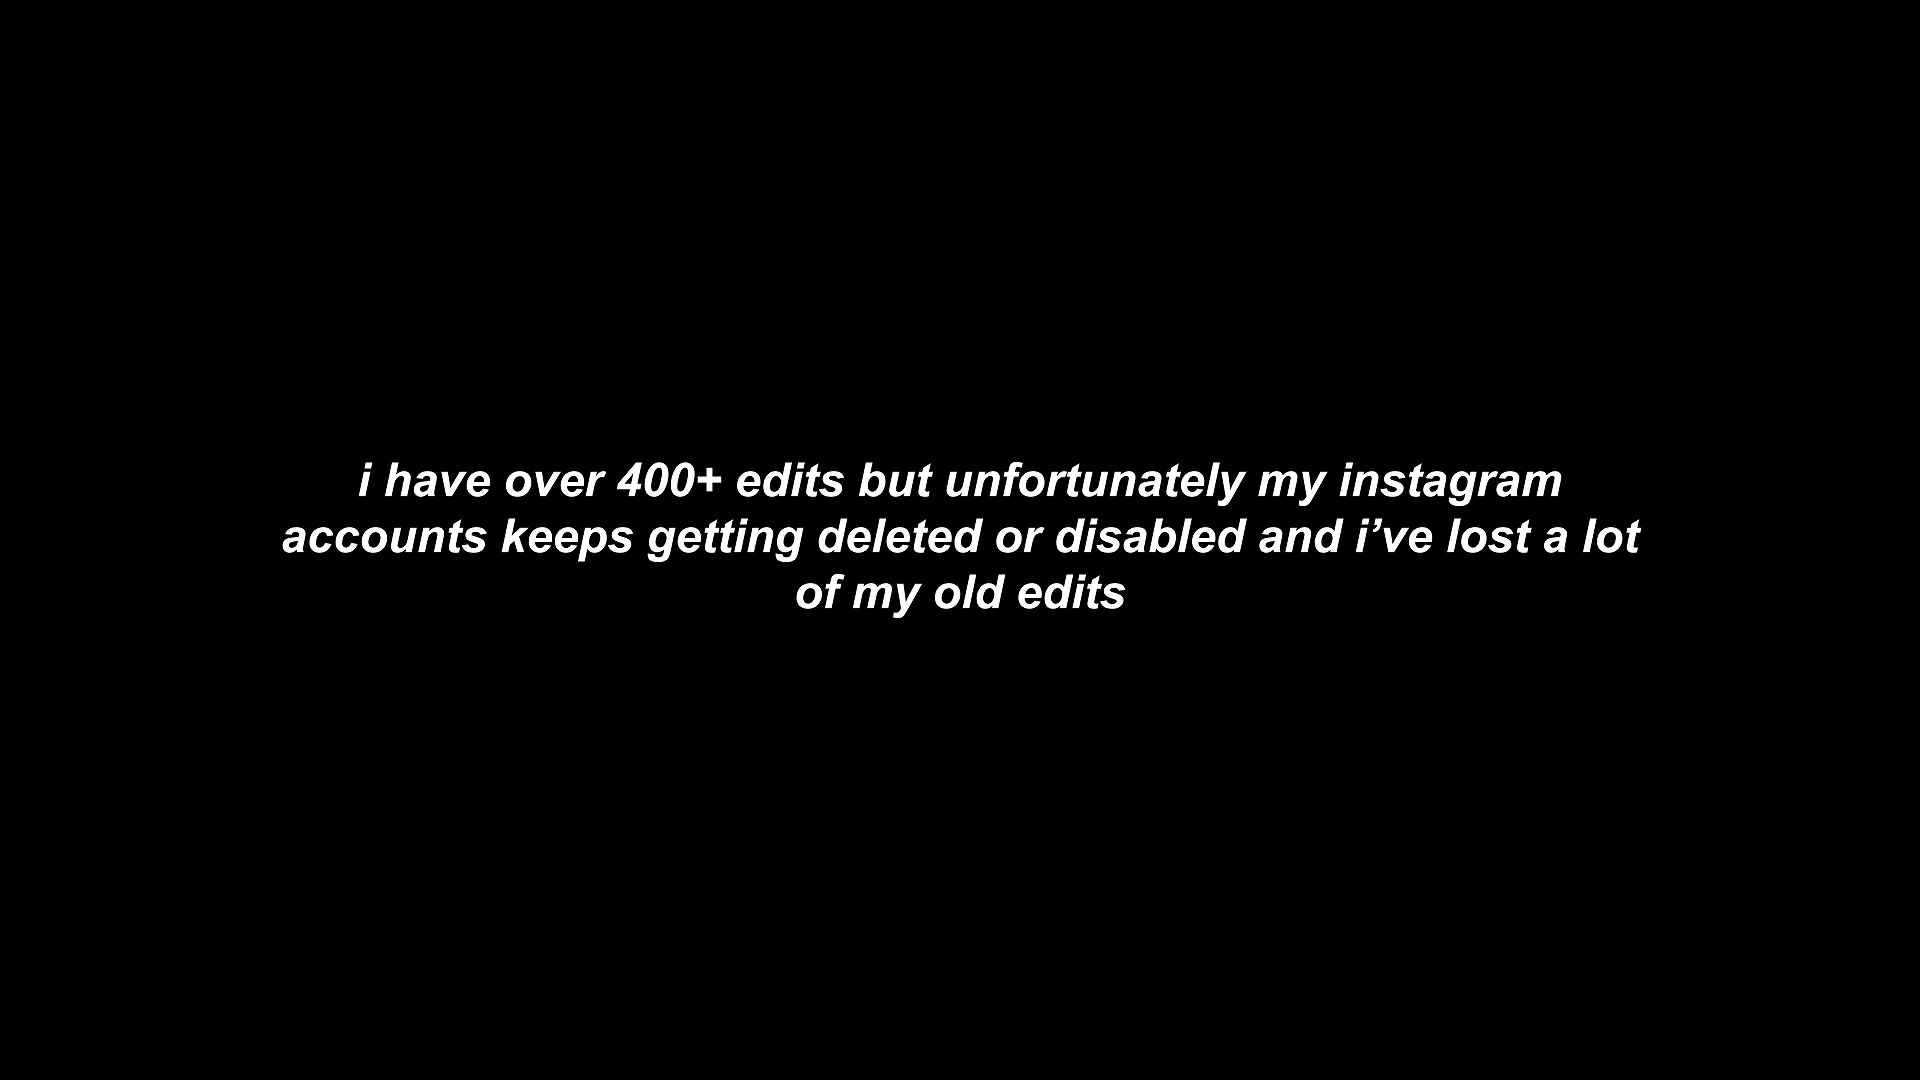 i have over 400+ edits but unfortunately my instagram
accounts keeps getting deleted or disabled and i’ve lost a lot
of my old edits